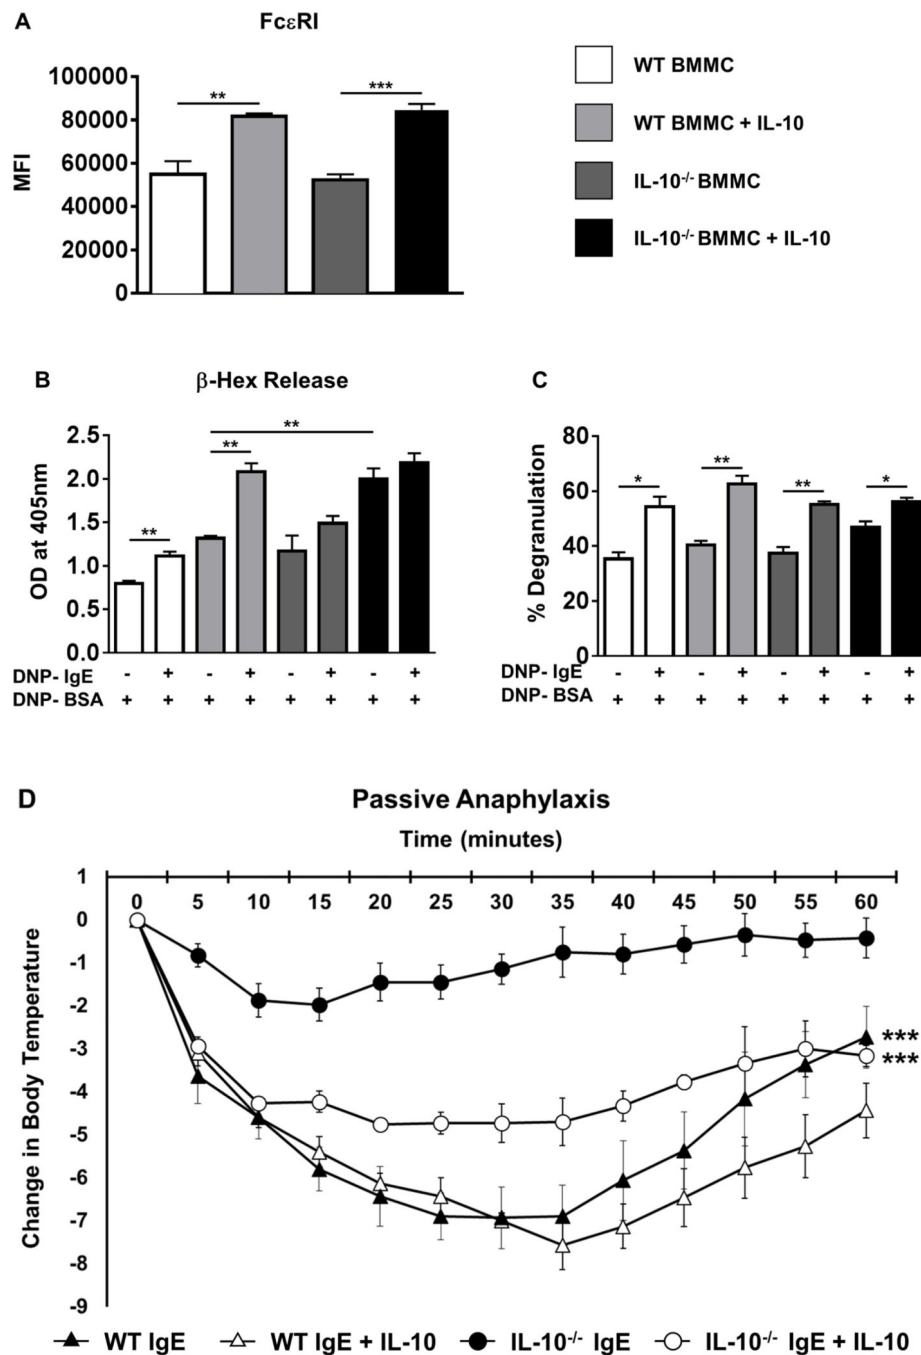 A
FcεRI
MFI
100000
80000
60000
40000
20000
0
**
***
WT BMMC
WT BMMC + IL-10
IL-10-/- BMMC
IL-10-/- BMMC + IL-10
B
β-Hex Release
OD at 405nm
2.5
2.0
1.5
1.0
0.5
0.0
**
**
**
DNP- IgE - + - + - + - +
DNP- BSA + + + + + + + +
C
% Degranulation
80
60
40
20
0
*
**
**
*
DNP- IgE - + - + - + - +
DNP- BSA + + + + + + + +
D
Passive Anaphylaxis
Time (minutes)
0 5 10 15 20 25 30 35 40 45 50 55 60
Change in Body Temperature
1
0
-1
-2
-3
-4
-5
-6
-7
-8
-9
***
***
WT IgE
WT IgE + IL-10
IL-10-/- IgE
IL-10-/- IgE + IL-10